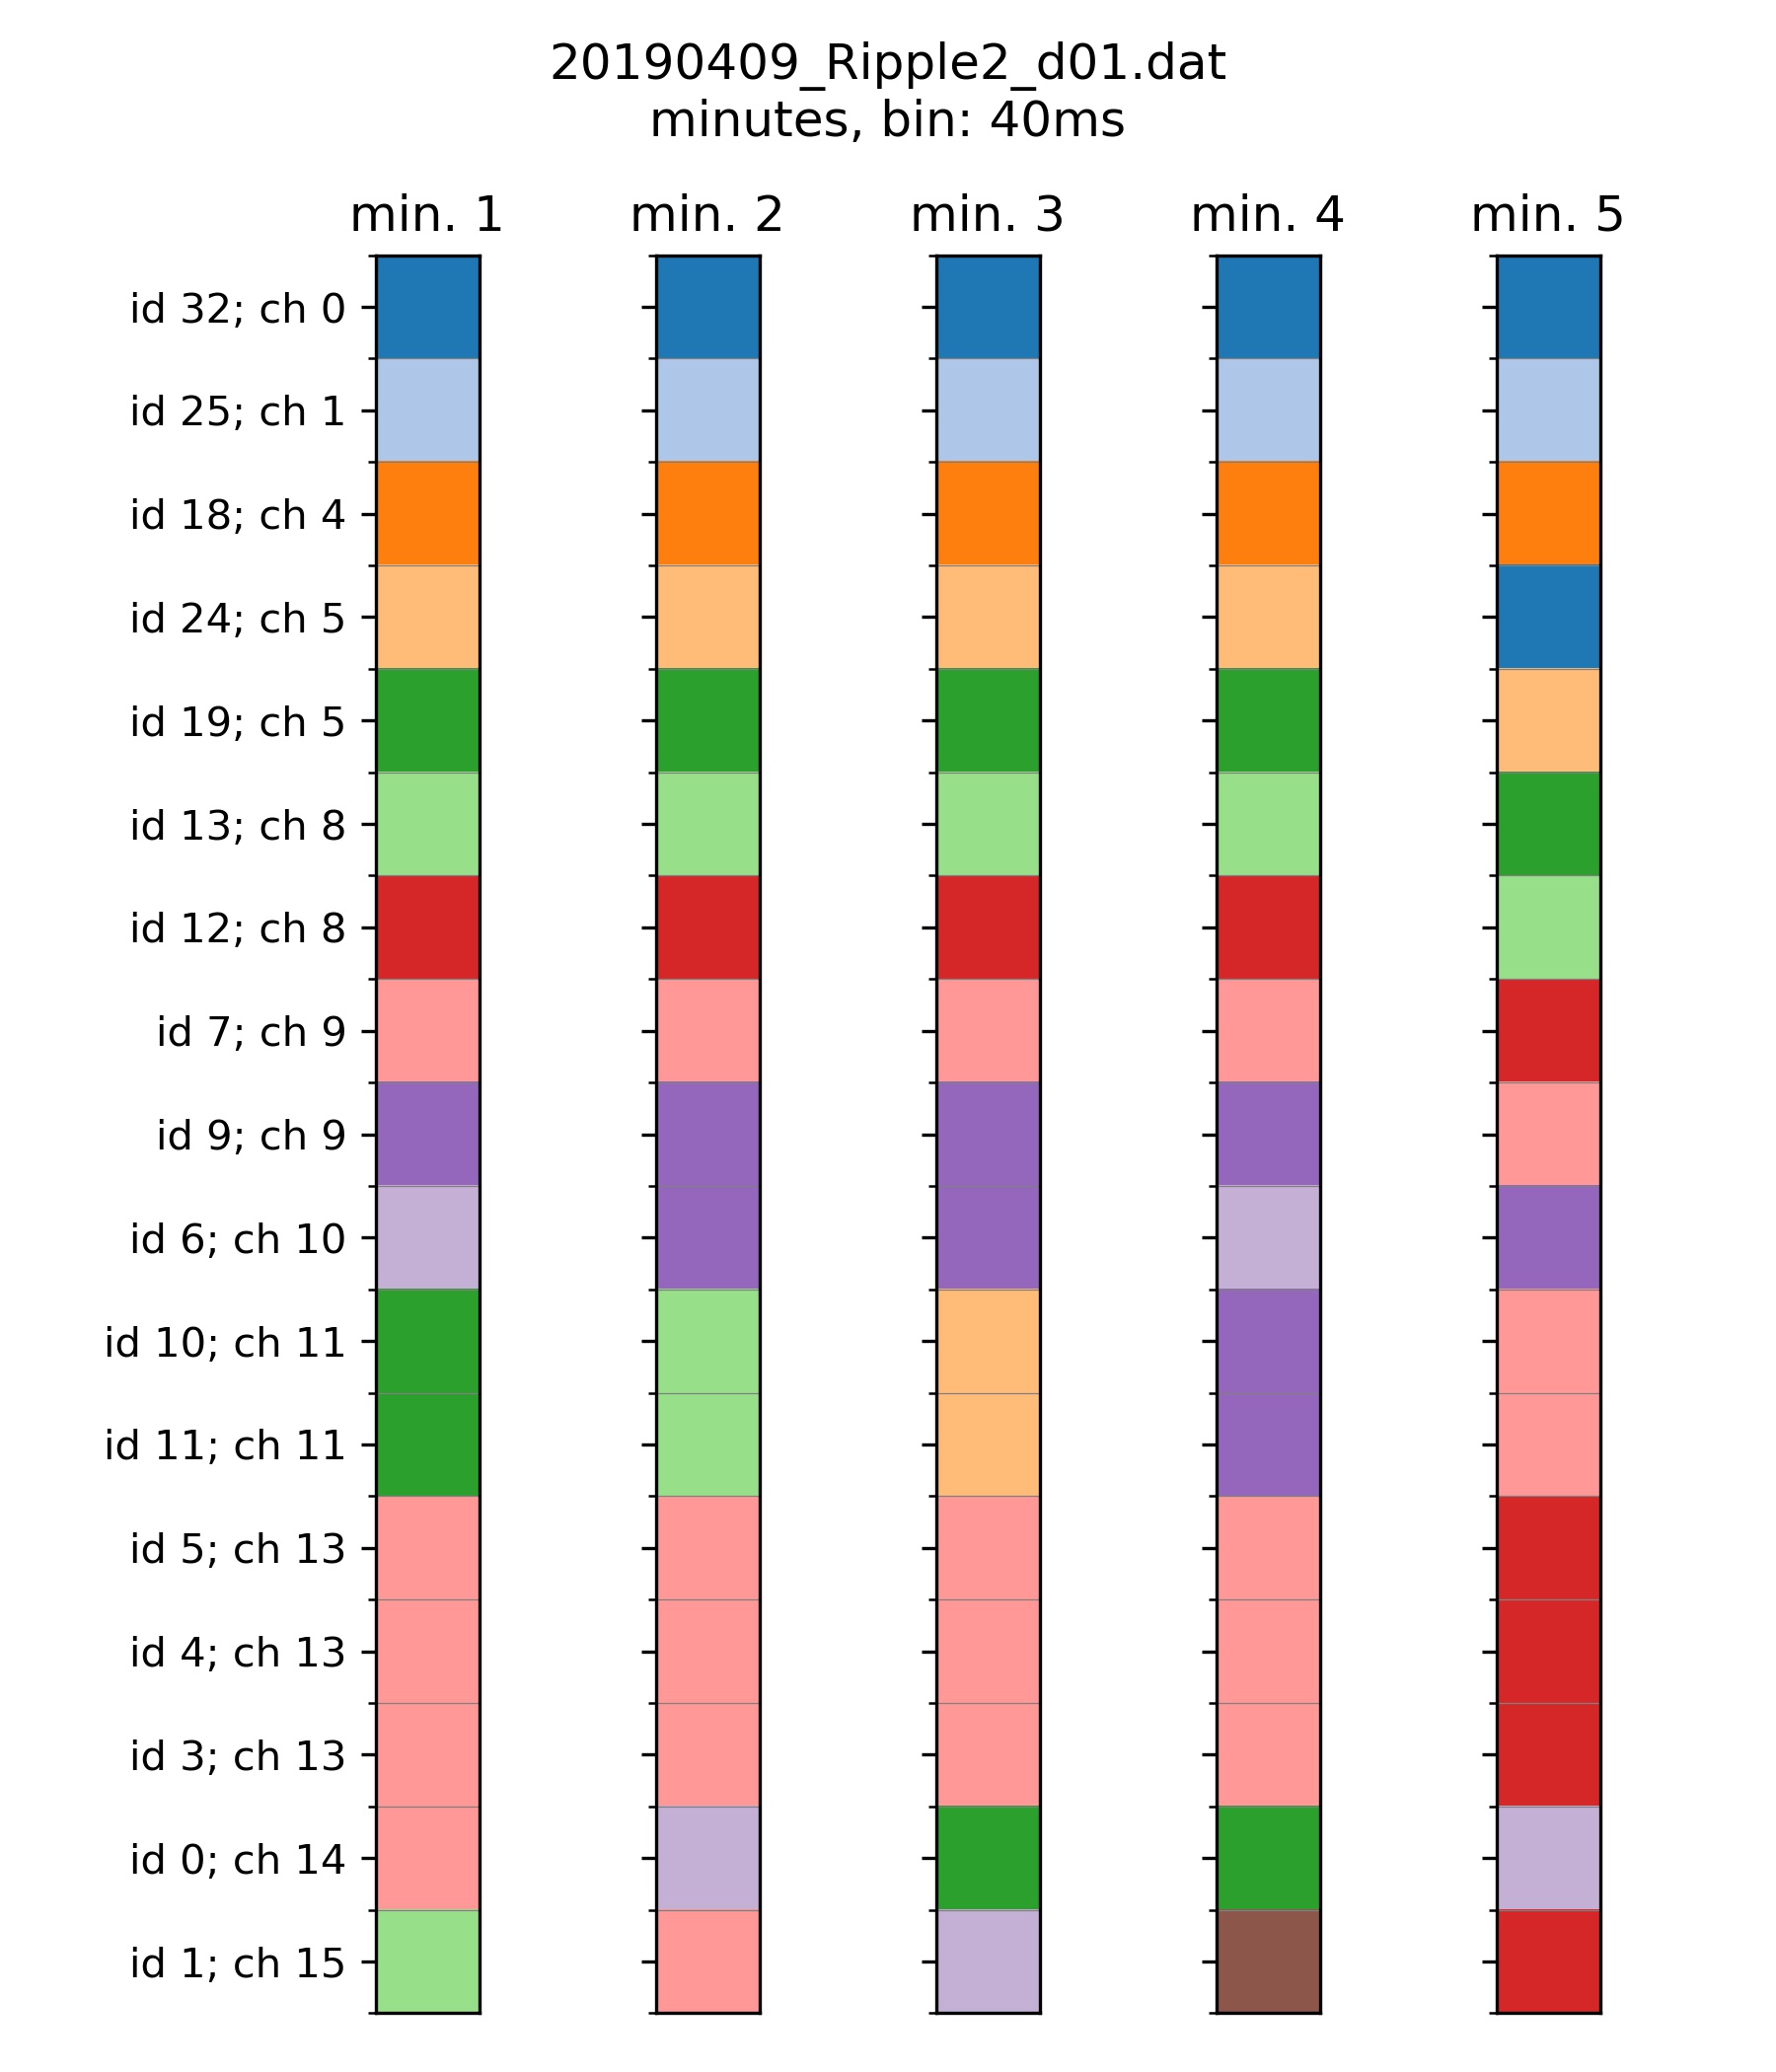 20190409_Ripple2_d01.dat
minutes, bin: 40ms
min. 1 min. 2 min. 3 min. 4 min. 5
id 32; ch 0
id 25; ch 1
id 18; ch 4
id 24; ch 5
id 19; ch 5
id 13; ch 8
id 12; ch 8
id 7; ch 9
id 9; ch 9
id 6; ch 10
id 10; ch 11
id 11; ch 11
id 5; ch 13
id 4; ch 13
id 3; ch 13
id 0; ch 14
id 1; ch 15